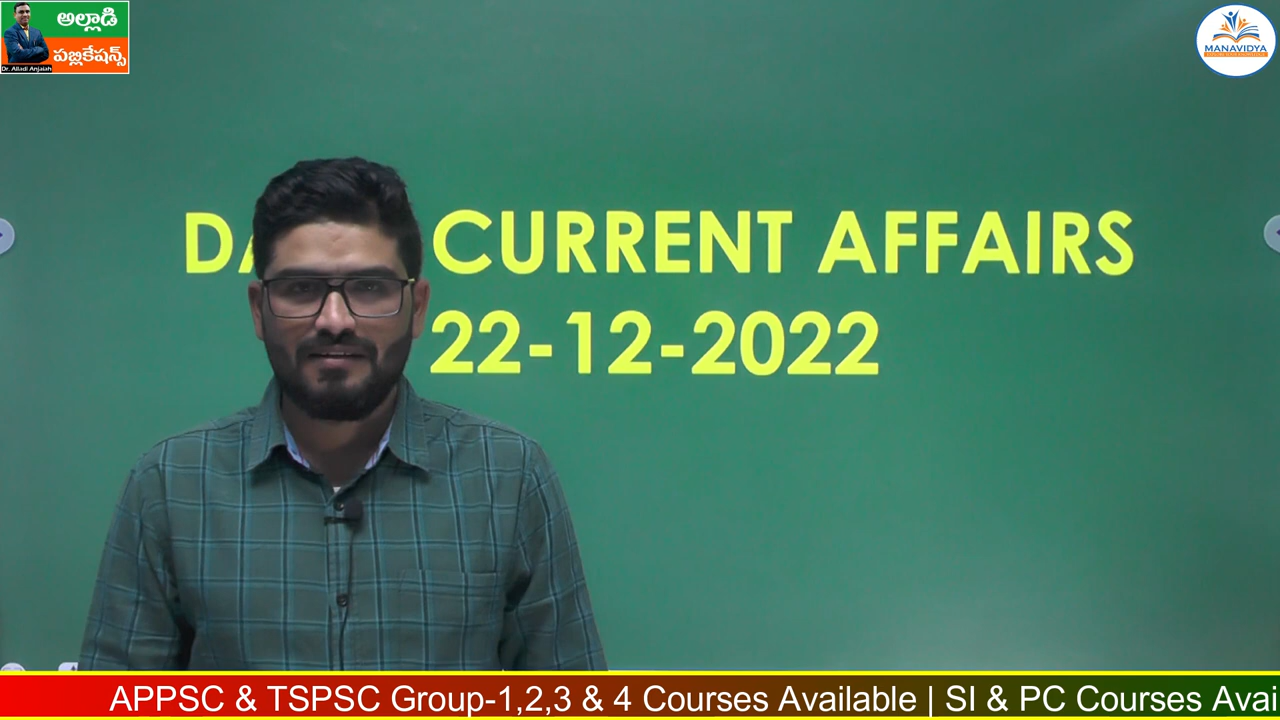 అల్లాడి
పబ్లికేషన్స్
Dr. Alladi Anjaiah
MANAVIDYA
DA CURRENT AFFAIRS
22-12-2022
APPSC & TSPSC Group-1,2,3 & 4 Courses Available | SI & PC Courses Avai